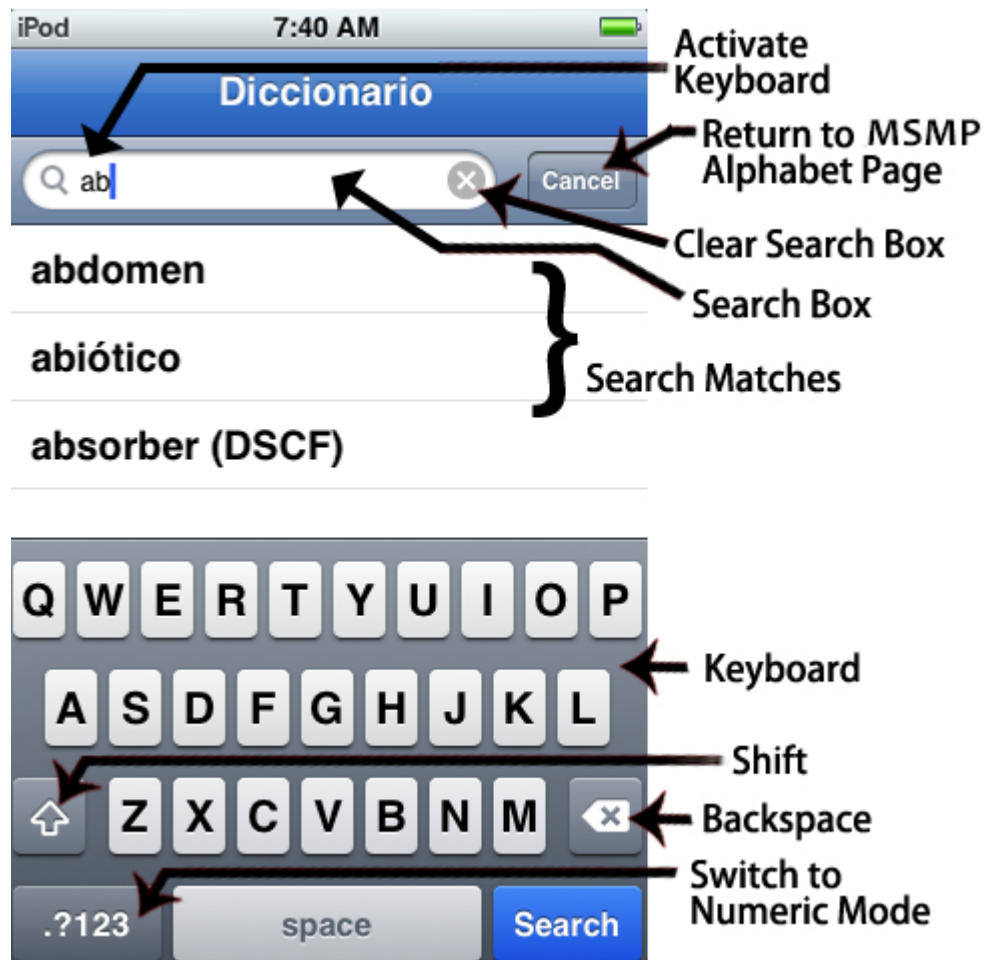 iPod 7:40 AM
Diccionario
ab
Cancel
abdomen
abiótico
absorber (DSCF)
Q W E R T Y U I O P
A S D F G H J K L
Z X C V B N M
.?123 space Search
Activate
Keyboard
Return to MSMP
Alphabet Page
Clear Search Box
Search Box
Search Matches
Keyboard
Shift
Backspace
Switch to
Numeric Mode